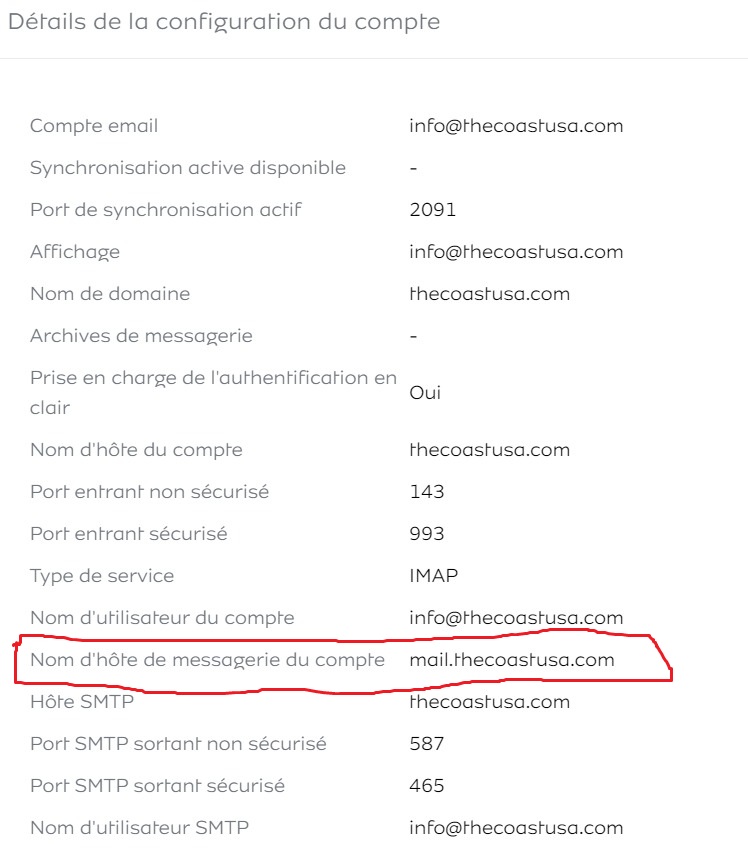 Détails de la configuration du compte
Compte email info@thecoastusa.com
Synchronisation active disponible -
Port de synchronisation actif 2091
Affichage info@thecoastusa.com
Nom de domaine thecoastusa.com
Archives de messagerie -
Prise en charge de l'authentification en
clair Oui
Nom d'hôte du compte thecoastusa.com
Port entrant non sécurisé 143
Port entrant sécurisé 993
Type de service IMAP
Nom d'utilisateur du compte info@thecoastusa.com
Nom d'hôte de messagerie du compte mail.thecoastusa.com
Hôte SMTP thecoastusa.com
Port SMTP sortant non sécurisé 587
Port SMTP sortant sécurisé 465
Nom d'utilisateur SMTP info@thecoastusa.com